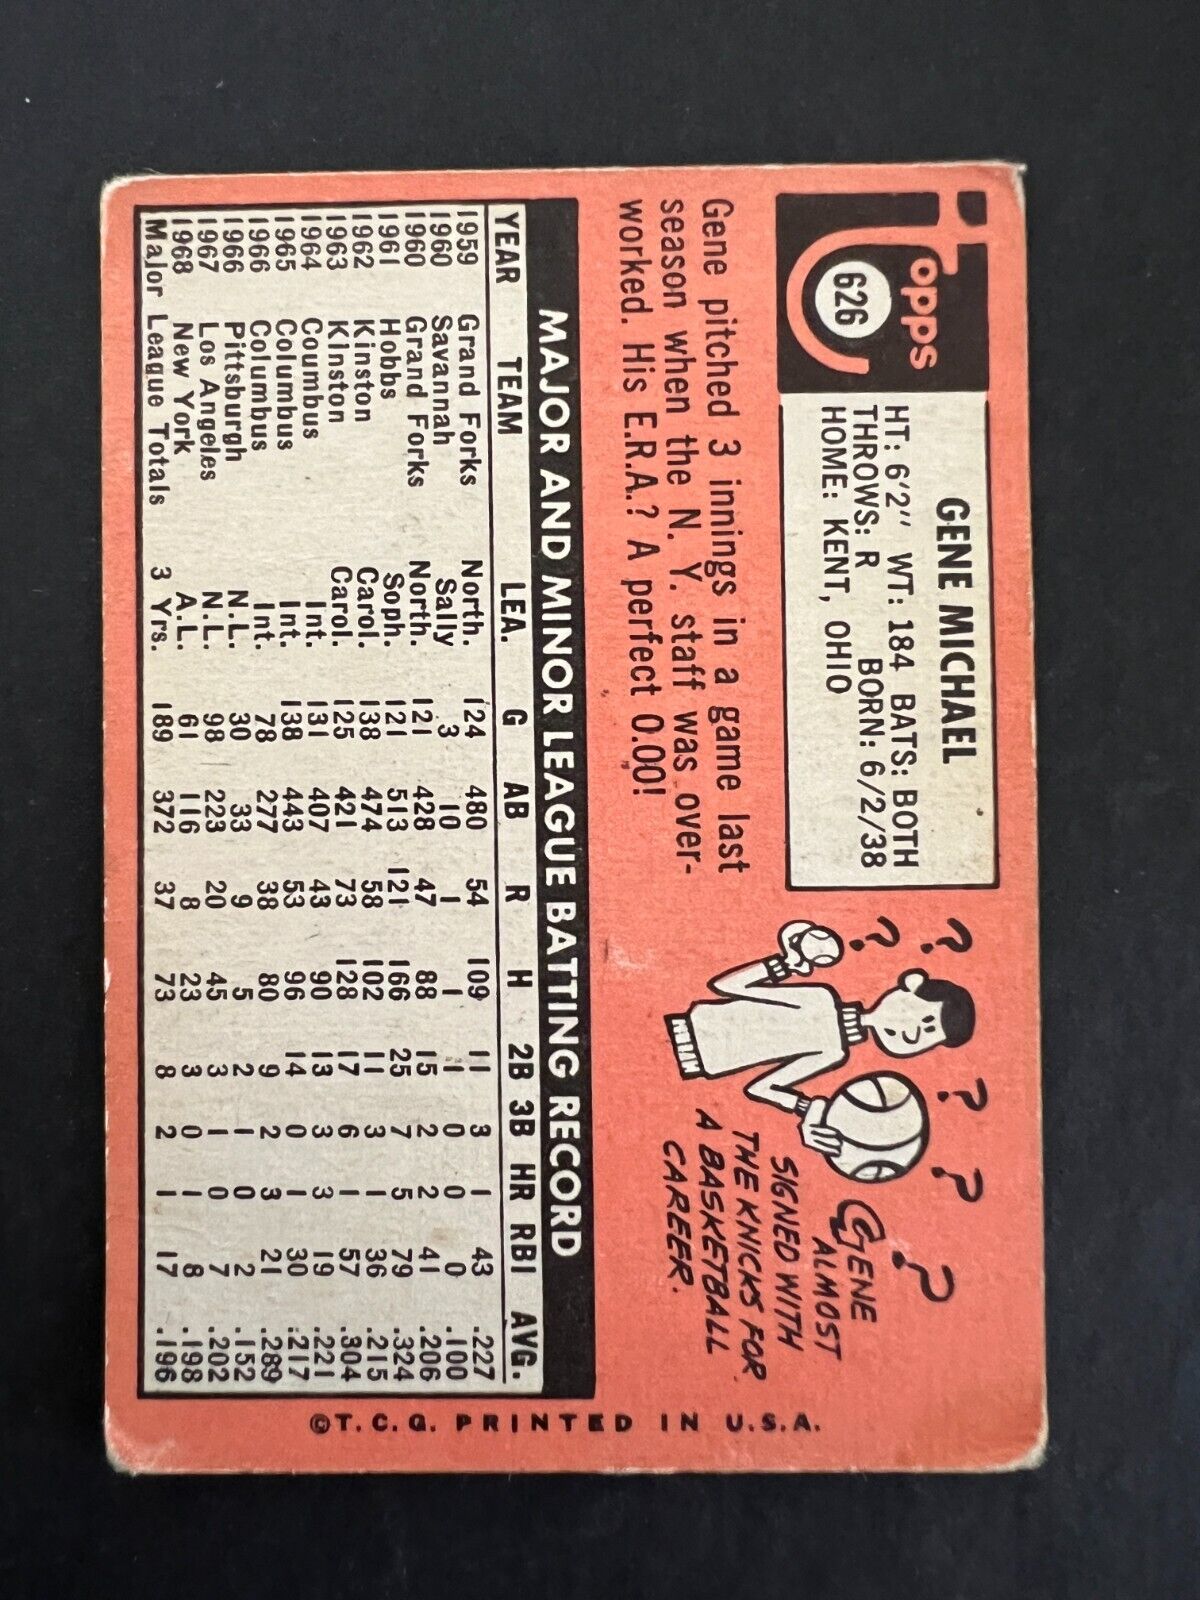 Topps
626
GENE MICHAEL
HT: 6'2" WT: 184 BATS: BOTH
THROWS: R BORN: 6/2/38
HOME: KENT, OHIO
Gene pitched 3 innings in a game last
season when the N. Y. staff was over-
worked. His E.R.A.? A perfect 0.00!
? ? ? ? ?
GENE
ALMOST
SIGNED WITH
THE KNICKS FOR
A BASKETBALL
CAREER.
MAJOR AND MINOR LEAGUE BATTING RECORD
YEAR TEAM LEA. G AB R H 2B 3B HR RBI AVG.
1959 Grand Forks North. 124 480 54 109 11 3 1 43 .227
1960 Savannah Sally 3 10 1 1 1 0 0 0 .100
1960 Grand Forks North. 121 428 47 88 15 2 2 41 .206
1961 Hobbs Soph. 121 513 121 166 25 7 5 79 .324
1962 Kinston Carol. 138 474 58 102 11 3 1 36 .215
1963 Kinston Carol. 125 421 73 128 17 6 1 57 .304
1964 Coumbus Int. 131 407 43 90 13 3 3 19 .221
1965 Columbus Int. 138 443 53 96 14 0 1 30 .217
1966 Columbus Int. 78 277 38 80 9 2 3 21 .289
1966 Pittsburgh N.L. 30 33 9 5 2 1 0 2 .152
1967 Los Angeles N.L. 98 223 20 45 3 1 0 7 .202
1968 New York A.L. 61 116 8 23 3 0 1 8 .198
Major League Totals 3 Yrs. 189 372 37 73 8 2 1 17 .196
©T.C.G. PRINTED IN U.S.A.